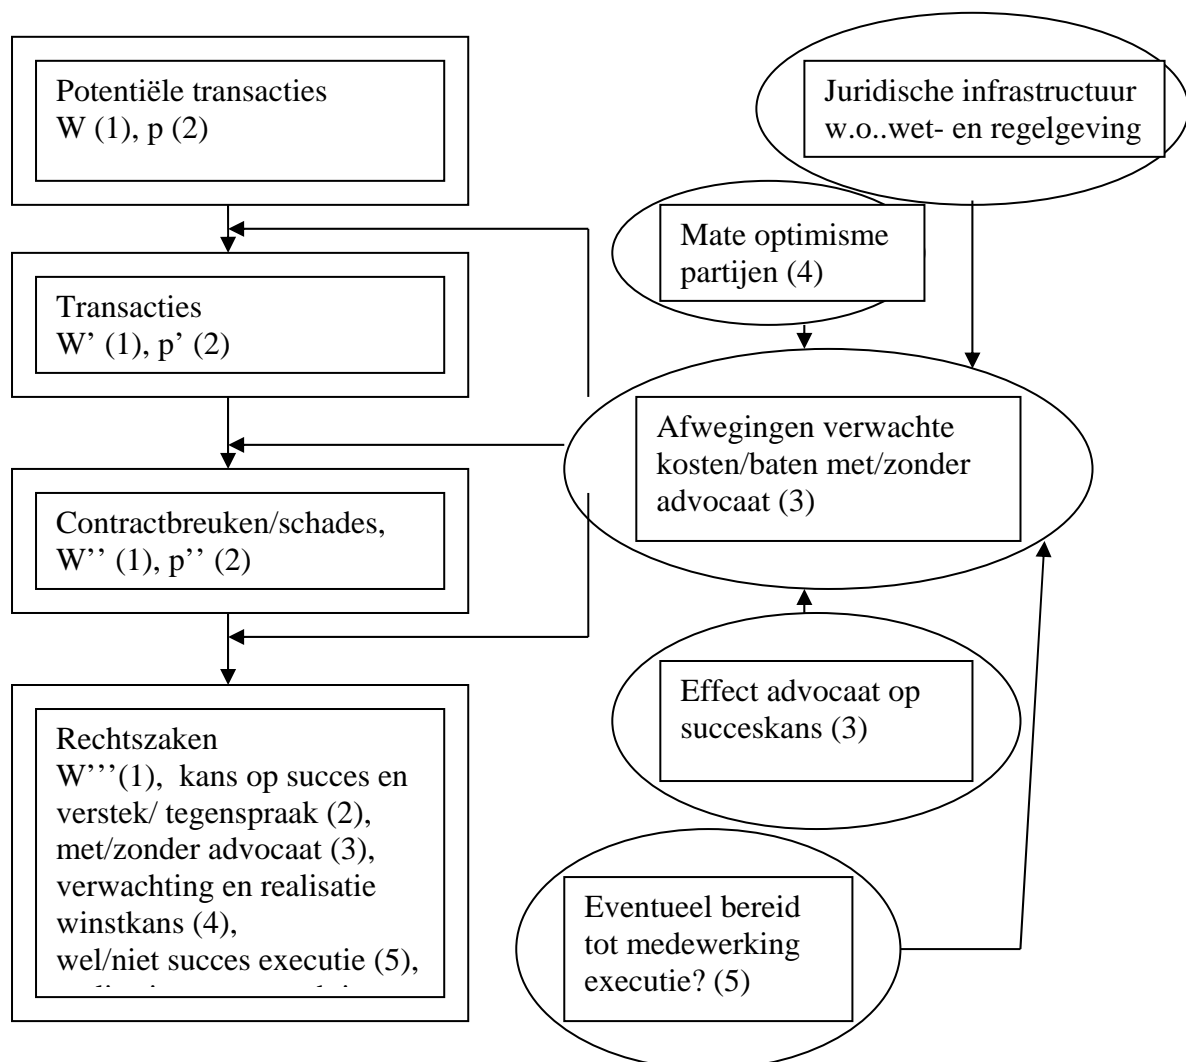 Potentiële transacties
W (1), p (2)
Juridische infrastructuur
w.o..wet- en regelgeving
Mate optimisme
partijen (4)
Transacties
W’ (1), p’ (2)
Afwegingen verwachte
kosten/baten met/zonder
advocaat (3)
Contractbreuken/schades,
W’’ (1), p’’ (2)
Effect advocaat op
succeskans (3)
Rechtszaken
W’’’(1),  kans op succes en
verstek/ tegenspraak (2),
met/zonder advocaat (3),
verwachting en realisatie
winstkans (4),
wel/niet succes executie (5),
Eventueel bereid
tot medewerking
executie? (5)